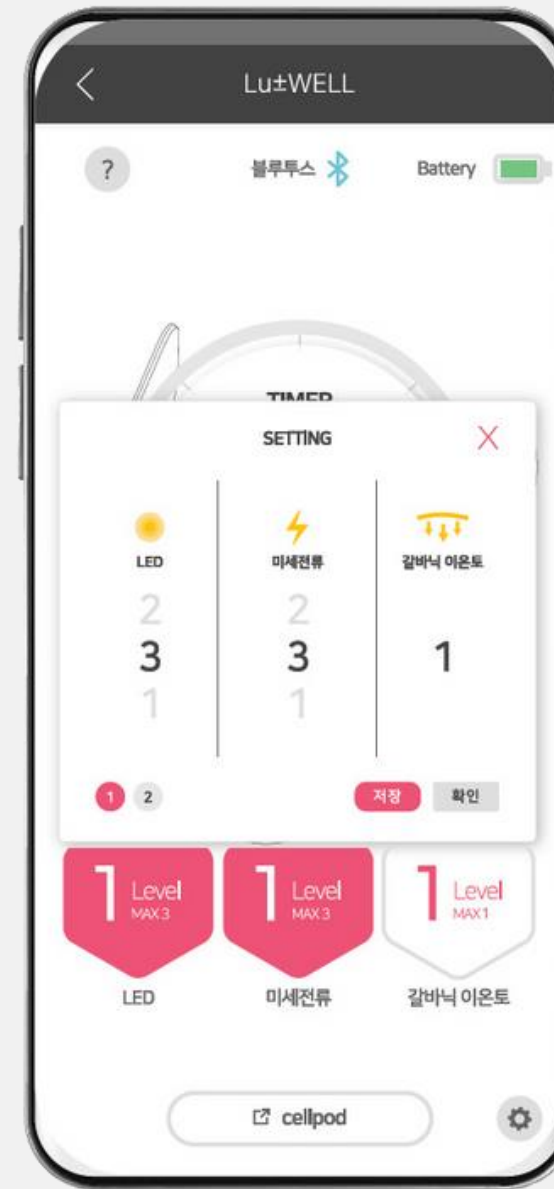 Lu±WELL
?
블루투스
Battery
TIMER
SETTING
X
LED
미세전류
갈바닉 이온토
2
2
3
3
1
1
1
1
2
저장
확인
1 Level
MAX 3
1 Level
MAX 3
1 Level
MAX 1
LED
미세전류
갈바닉 이온토
cellpod